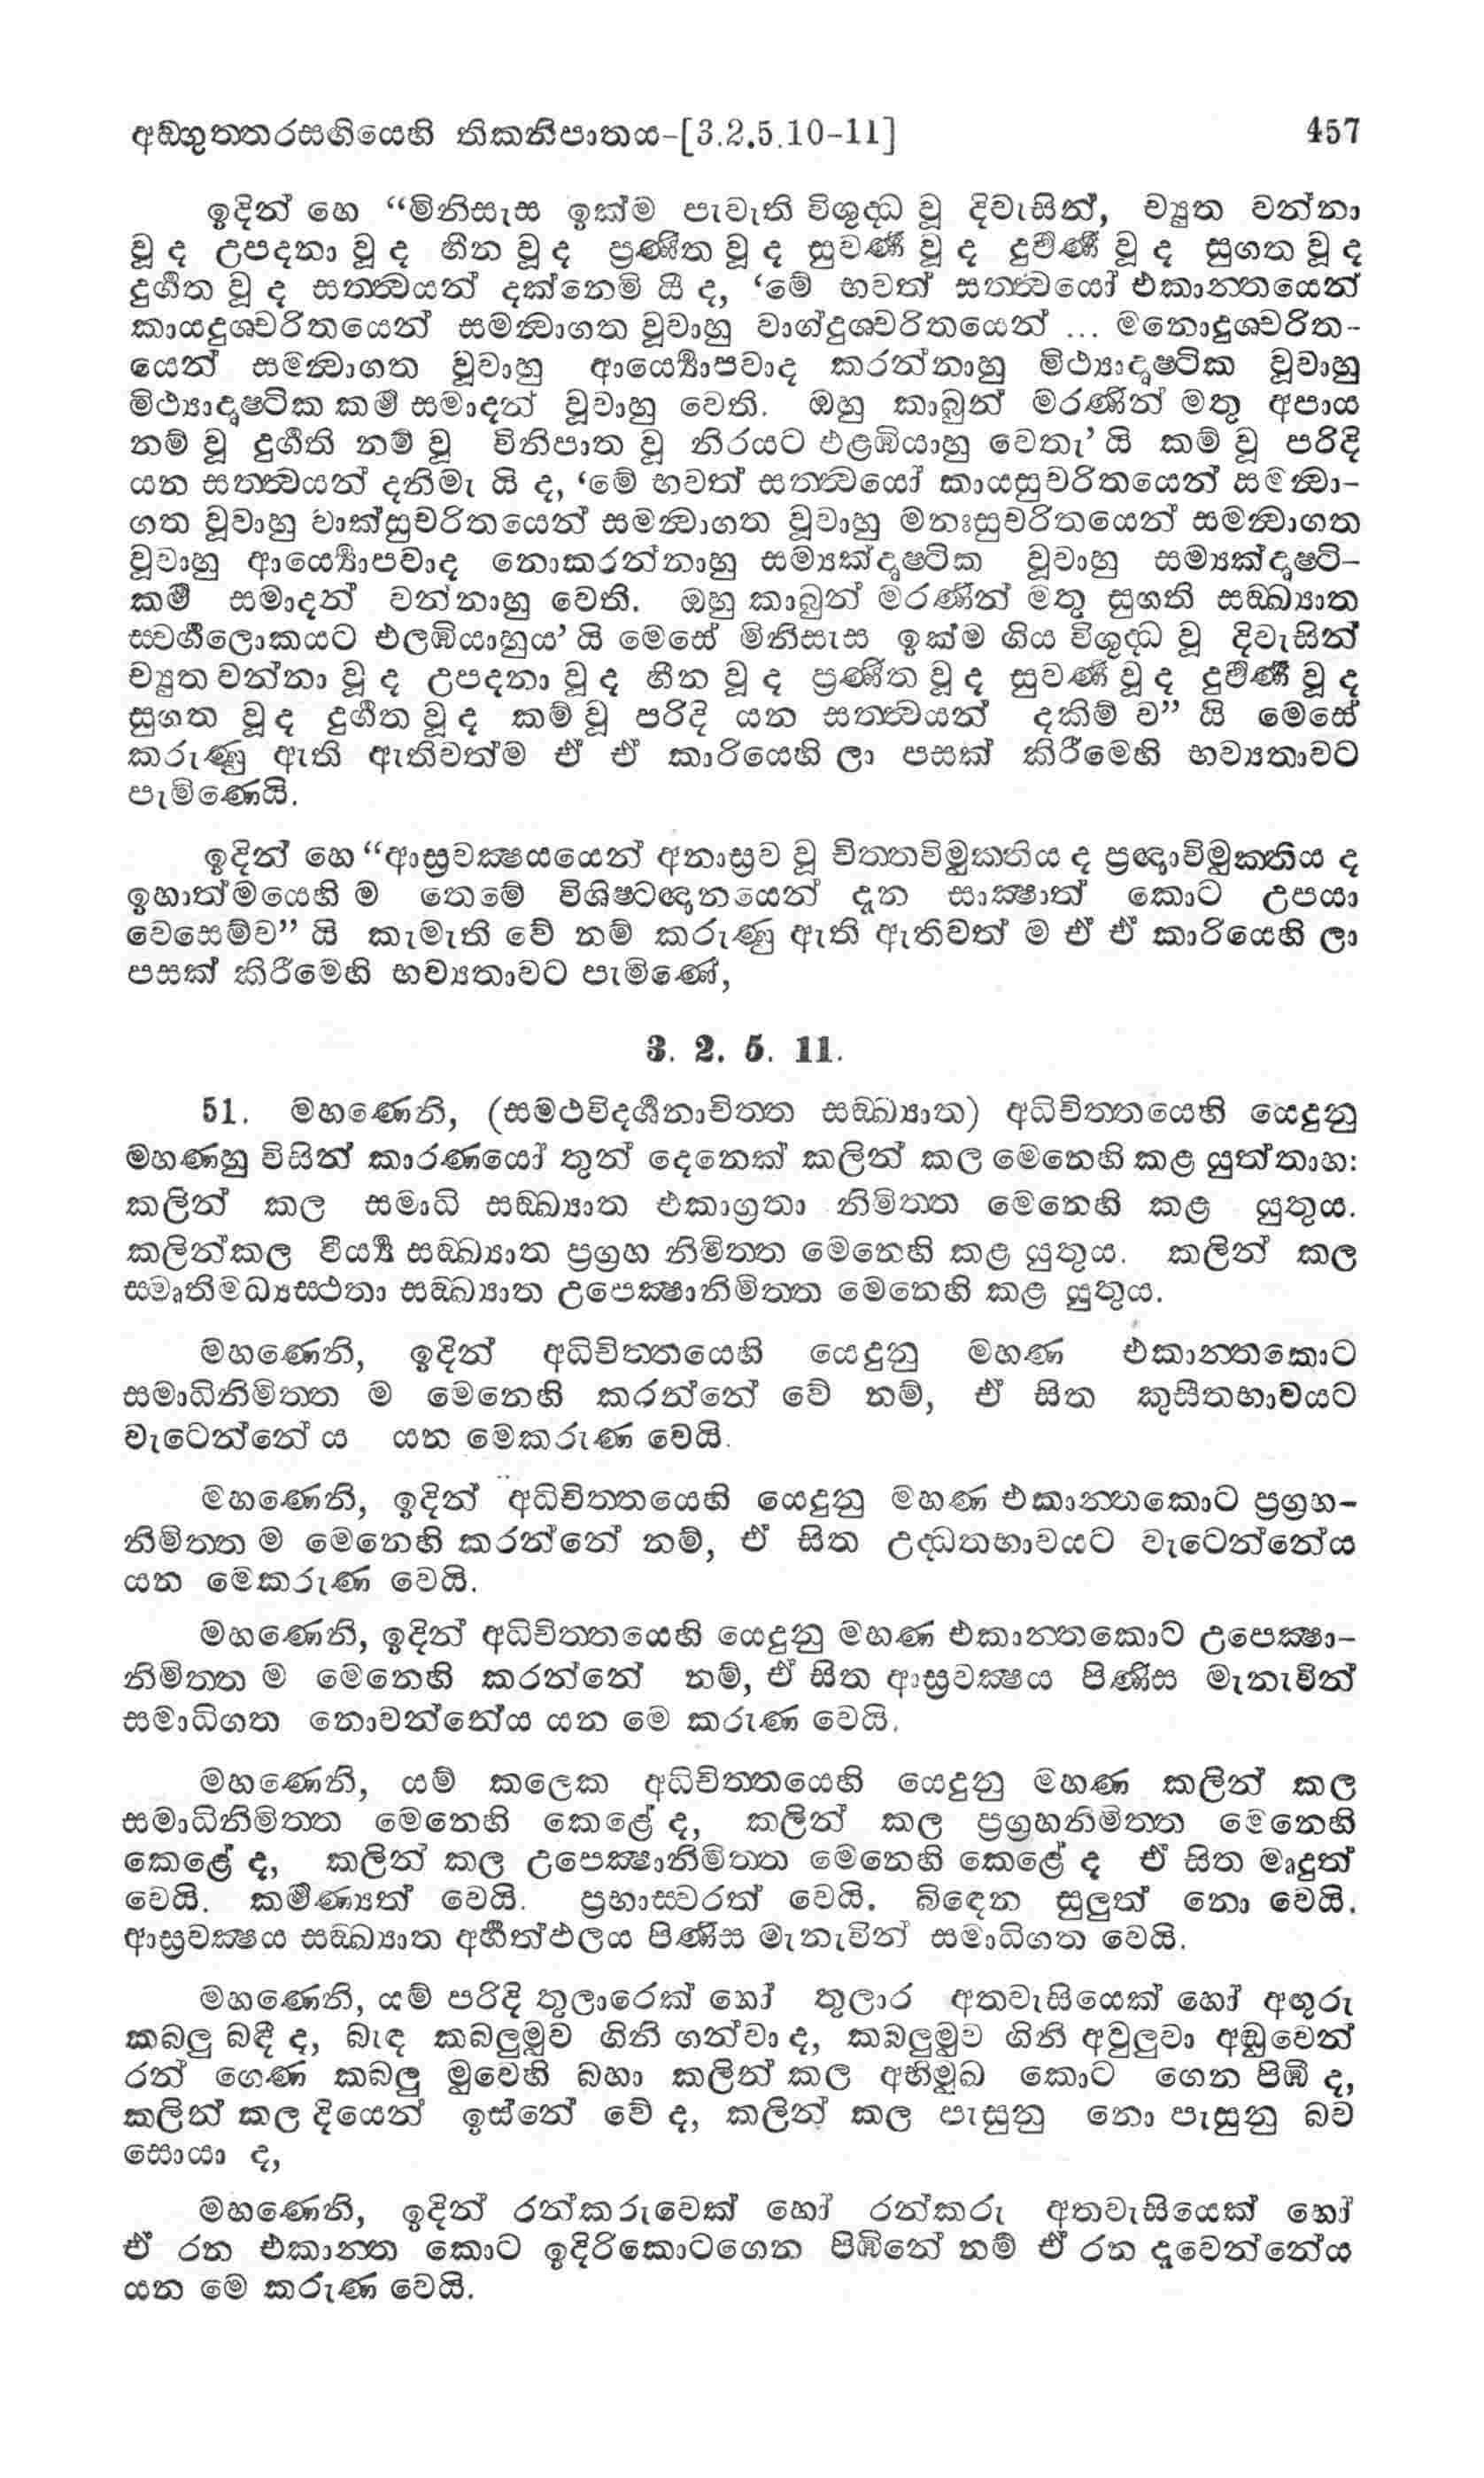 අඞ්ගුත්තරසඟියෙහි තිකනිපාතය-[3.2.5.10-11] 457
ඉදින් හෙ “මිනිසැස ඉක්ම පැවැති විශුද්ධ වූ දිවැසින්, ච්‍යුත වන්නා
වූ ද උපදනා වූ ද හීන වූ ද ප්‍රණීත වූ ද සුවර්ණ වූ ද දුර්වර්ණ වූ ද සුගත වූ ද
දුර්ගත වූ ද සත්ත්‍වයන් දක්නෙමි යී ද, ‘මේ භවත් සත්ත්‍වයෝ එකාන්තයෙන්
කායදුශ්චරිතයෙන් සමන්‍වාගත වූවාහු වාග්දුශ්චරිතයෙන් ... මනොදුශ්චරිත-
යෙන් සමන්‍වාගත වූවාහු ආර්‍ය්‍යොපවාද කරන්නාහු මිථ්‍යාදෘෂ්ටික වූවාහු
මිථ්‍යාදෘෂ්ටික කර්ම සමාදන් වූවාහු වෙති. ඔහු කාබුන් මරණින් මතු අපාය
නම් වූ දුර්ගති නම් වූ විනිපාත වූ නිරයට එළඹියාහු වෙතැ’ යි කම් වූ පරිදි
යන සත්ත්‍වයන් දනිමැ යි ද, ‘මේ භවත් සත්ත්‍වයෝ කායසුචරිතයෙන් සමන්‍වා-
ගත වූවාහු වාක්සුචරිතයෙන් සමන්‍වාගත වූවාහු මනඃසුචරිතයෙන් සමන්‍වාගත
වූවාහු ආර්‍ය්‍යොපවාද නොකරන්නාහු සම්‍යක්දෘෂ්ටික වූවාහු සම්‍යක්දෘෂ්ටි-
කර්ම සමාදන් වන්නාහු වෙති. ඔහු කාබුන් මරණින් මතු සුගති සඞ්ඛ්‍යාත
ස්වර්ගලොකයට එලඹියාහුය’ යි මෙසේ මිනිසැස ඉක්ම ගිය විශුද්ධ වූ දිවැසින්
ච්‍යුත වන්නා වූ ද උපදනා වූ ද හීන වූ ද ප්‍රණීත වූ ද සුවර්ණ වූ ද දුර්වර්ණ වූ ද
සුගත වූ ද දුර්ගත වූ ද කම් වූ පරිදි යන සත්ත්‍වයන් දකිම් ව” යි මෙසේ
කරුණු ඇති ඇතිවත්ම ඒ ඒ කාරියෙහි ලා පසක් කිරීමෙහි භව්‍යතාවට
පැමිණෙයි.
ඉදින් හෙ “ආස්‍රවක්‍ෂයයෙන් අනාස්‍රව වූ චිත්තවිමුක්තිය ද ප්‍රඥාවිමුක්තිය ද
ඉහාත්මයෙහි ම තෙමේ විශිෂ්ටඥානයෙන් දැන සාක්‍ෂාත් කොට උපයා
වෙසෙම්ව” යි කැමැති වේ නම් කරුණු ඇති ඇතිවත් ම ඒ ඒ කාරියෙහි ලා
පසක් කිරීමෙහි භව්‍යතාවට පැමිණේ,
3. 2. 5. 11.
51. මහණෙනි, (සමථවිදර්ශනාචිත්ත සඞ්ඛ්‍යාත) අධිචිත්තයෙහි යෙදුනු
මහණහු විසින් කාරණයෝ තුන් දෙනෙක් කලින් කල මෙනෙහි කළ යුත්තාහ:
කලින් කල සමාධි සඞ්ඛ්‍යාත එකාග්‍රතා නිමිත්ත මෙනෙහි කළ යුතුය.
කලින්කල වීර්‍ය්‍ය සඞ්ඛ්‍යාත ප්‍රග්‍රහ නිමිත්ත මෙනෙහි කළ යුතුය. කලින් කල
ස්මෘතිමධ්‍යස්ථතා සඞ්ඛ්‍යාත උපෙක්‍ෂානිමිත්ත මෙනෙහි කළ යුතුය.
මහණෙනි, ඉදින් අධිචිත්තයෙහි යෙදුනු මහණ එකාන්තකොට
සමාධිනිමිත්ත ම මෙනෙහි කරන්නේ වේ නම්, ඒ සිත කුසීතභාවයට
වැටෙන්නේ ය යන මෙකරුණ වෙයි.
මහණෙනි, ඉදින් අධිචිත්තයෙහි යෙදුනු මහණ එකාන්තකොට ප්‍රග්‍රහ-
නිමිත්ත ම මෙනෙහි කරන්නේ නම්, ඒ සිත උද්ධතභාවයට වැටෙන්නේය
යන මෙකරුණ වෙයි.
මහණෙනි, ඉදින් අධිචිත්තයෙහි යෙදුනු මහණ එකාන්තකොට උපෙක්‍ෂා-
නිමිත්ත ම මෙනෙහි කරන්නේ නම්, ඒ සිත ආස්‍රවක්‍ෂය පිණිස මැනැවින්
සමාධිගත නොවන්නේය යන මෙ කරුණ වෙයි.
මහණෙනි, යම් කලෙක අධිචිත්තයෙහි යෙදුනු මහණ කලින් කල
සමාධිනිමිත්ත මෙනෙහි කෙළේ ද, කලින් කල ප්‍රග්‍රහනිමිත්ත මෙනෙහි
කෙළේ ද, කලින් කල උපෙක්‍ෂානිමිත්ත මෙනෙහි කෙළේ ද ඒ සිත මෘදුත්
වෙයි. කර්මණ්‍යත් වෙයි. ප්‍රභාස්වරත් වෙයි. බිඳෙන සුලුත් නො වෙයි.
ආස්‍රවක්‍ෂය සඞ්ඛ්‍යාත අර්හත්ඵලය පිණිස මැනැවින් සමාධිගත වෙයි.
මහණෙනි, යම් පරිදි තුලාරෙක් හෝ තුලාර අතවැසියෙක් හෝ අඟුරු
කබලු බඳී ද, බැඳ කබලුමුව ගිනි ගන්වා ද, කබලුමුව ගිනි අවුලුවා අඬුවෙන්
රන් ගෙණ කබලු මුවෙහි බහා කලින් කල අභිමුඛ කොට ගෙන පිඹී ද,
කලින් කල දියෙන් ඉස්නේ වේ ද, කලින් කල පැසුනු නො පැසුනු බව
සොයා ද,
මහණෙනි, ඉදින් රන්කරුවෙක් හෝ රන්කරු අතවැසියෙක් හෝ
ඒ රන එකාන්ත කොට ඉදිරිකොටගෙන පිඹිනේ නම් ඒ රන දැවෙන්නේය
යන මෙ කරුණ වෙයි.